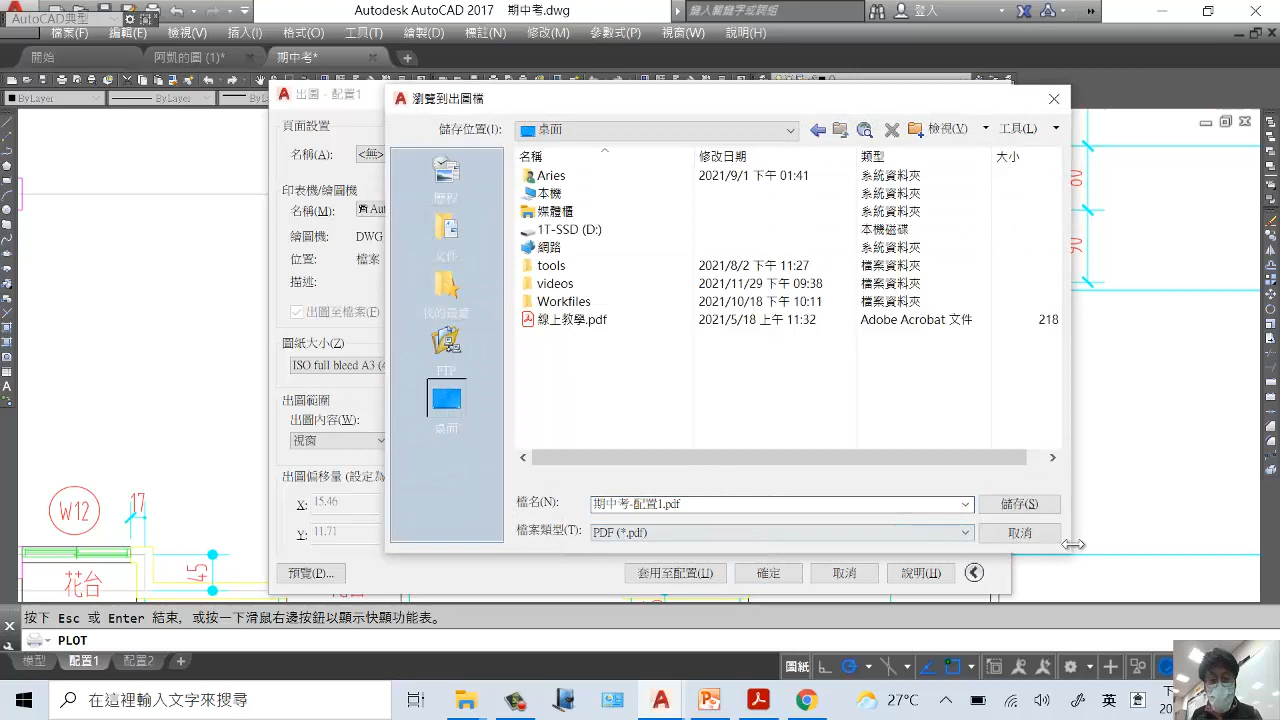 Autodesk AutoCAD 2017 期中考.dwg
鍵入關鍵字或詞組
登入
AutoCAD典型
檔案(F) 編輯(E) 檢視(V) 插入(I) 格式(O) 工具(T) 繪製(D) 標註(N) 修改(M) 參數式(P) 視窗(W) 說明(H)
開始 阿凱的圖 (1)* 期中考*
ByLayer ByLayer ByLayer
出圖 - 配置1
頁面設置
名稱(A): <無>
印表機/繪圖機
名稱(M): Aut
繪圖機: DWG
位置: 檔案
描述:
出圖至檔案(E)
圖紙大小(Z)
ISO full bleed A3 (4
出圖範圍
出圖內容(W):
視窗
出圖偏移量 (設定為
X: 15.46
Y: 11.71
預覽(P)...
套用至配置(U) 確定 取消 說明(H)
瀏覽到出圖檔
儲存位置(I): 桌面 檢視(V) 工具(L)
歷程
文件
我的最愛
FTP
桌面
名稱 修改日期 類型 大小
Aries 2021/9/1 下午 01:41 系統資料夾
本機 系統資料夾
媒體櫃 系統資料夾
1T-SSD (D:) 本機磁碟
網路 系統資料夾
tools 2021/8/2 下午 11:27 檔案資料夾
videos 2021/11/29 下午 09:38 檔案資料夾
Workfiles 2021/10/18 下午 10:11 檔案資料夾
線上教學.pdf 2021/5/18 上午 11:32 Adobe Acrobat 文件 218
檔名(N): 期中考-配置1.pdf 儲存(S)
檔案類型(T): PDF (*.pdf) 取消
W12
17
花台
45
按下 Esc 或 Enter 結束, 或按一下滑鼠右邊按鈕以顯示快顯功能表。
PLOT
模型 配置1 配置2
圖紙
在這裡輸入文字來搜尋
27°C
英